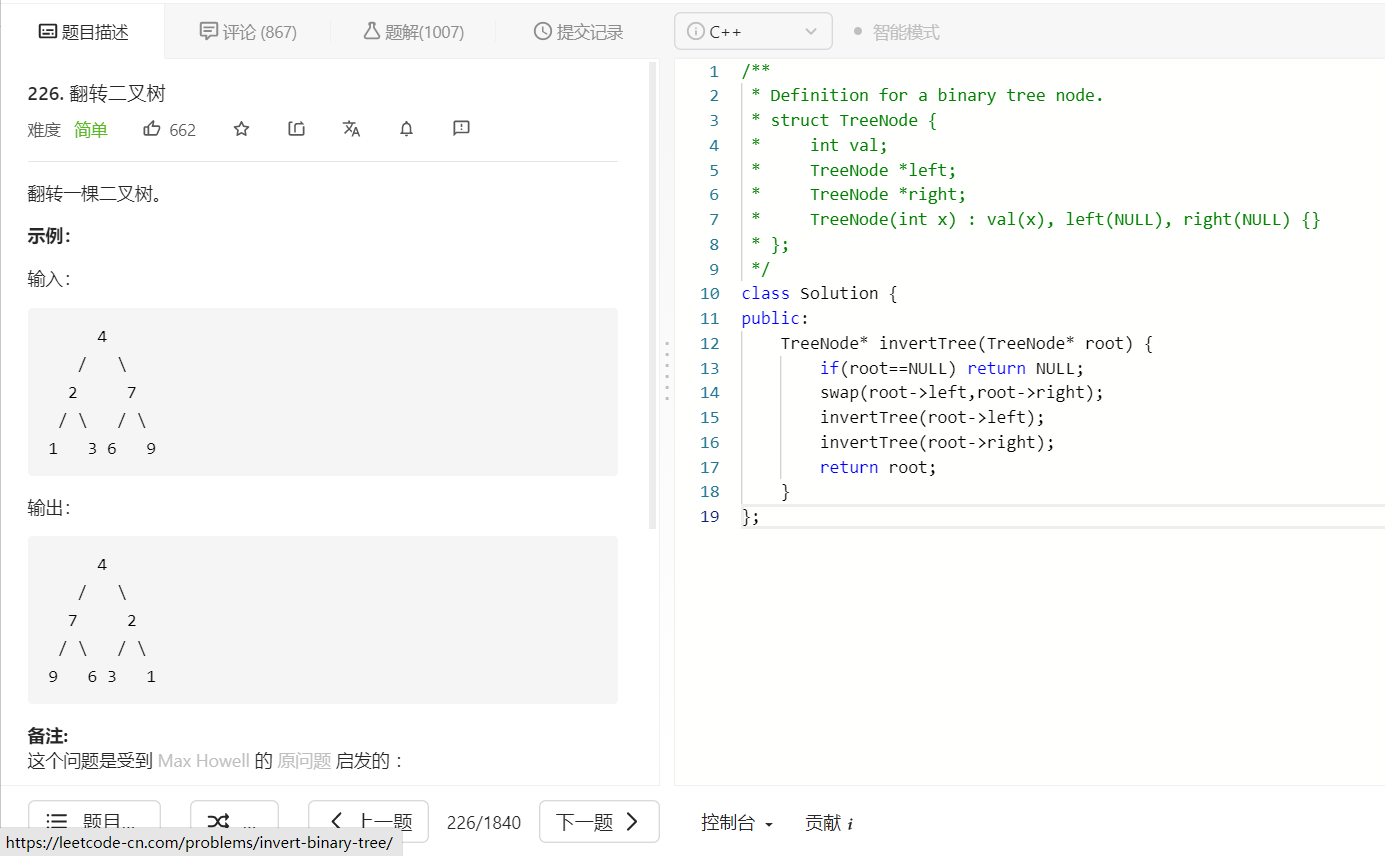 题目描述
评论 (867)
题解(1007)
提交记录
C++
智能模式
226. 翻转二叉树
难度 简单 662
翻转一棵二叉树。
示例：
输入：
4
/ \
2 7
/ \ / \
1 3 6 9
输出：
4
/ \
7 2
/ \ / \
9 6 3 1
备注:
这个问题是受到 Max Howell 的 原问题 启发的 ：
1 /**
2 * Definition for a binary tree node.
3 * struct TreeNode {
4 *     int val;
5 *     TreeNode *left;
6 *     TreeNode *right;
7 *     TreeNode(int x) : val(x), left(NULL), right(NULL) {}
8 * };
9 */
10 class Solution {
11 public:
12     TreeNode* invertTree(TreeNode* root) {
13         if(root==NULL) return NULL;
14         swap(root->left,root->right);
15         invertTree(root->left);
16         invertTree(root->right);
17         return root;
18     }
19 };
题目...
...
上一题
226/1840
下一题
控制台
贡献 i
https://leetcode-cn.com/problems/invert-binary-tree/